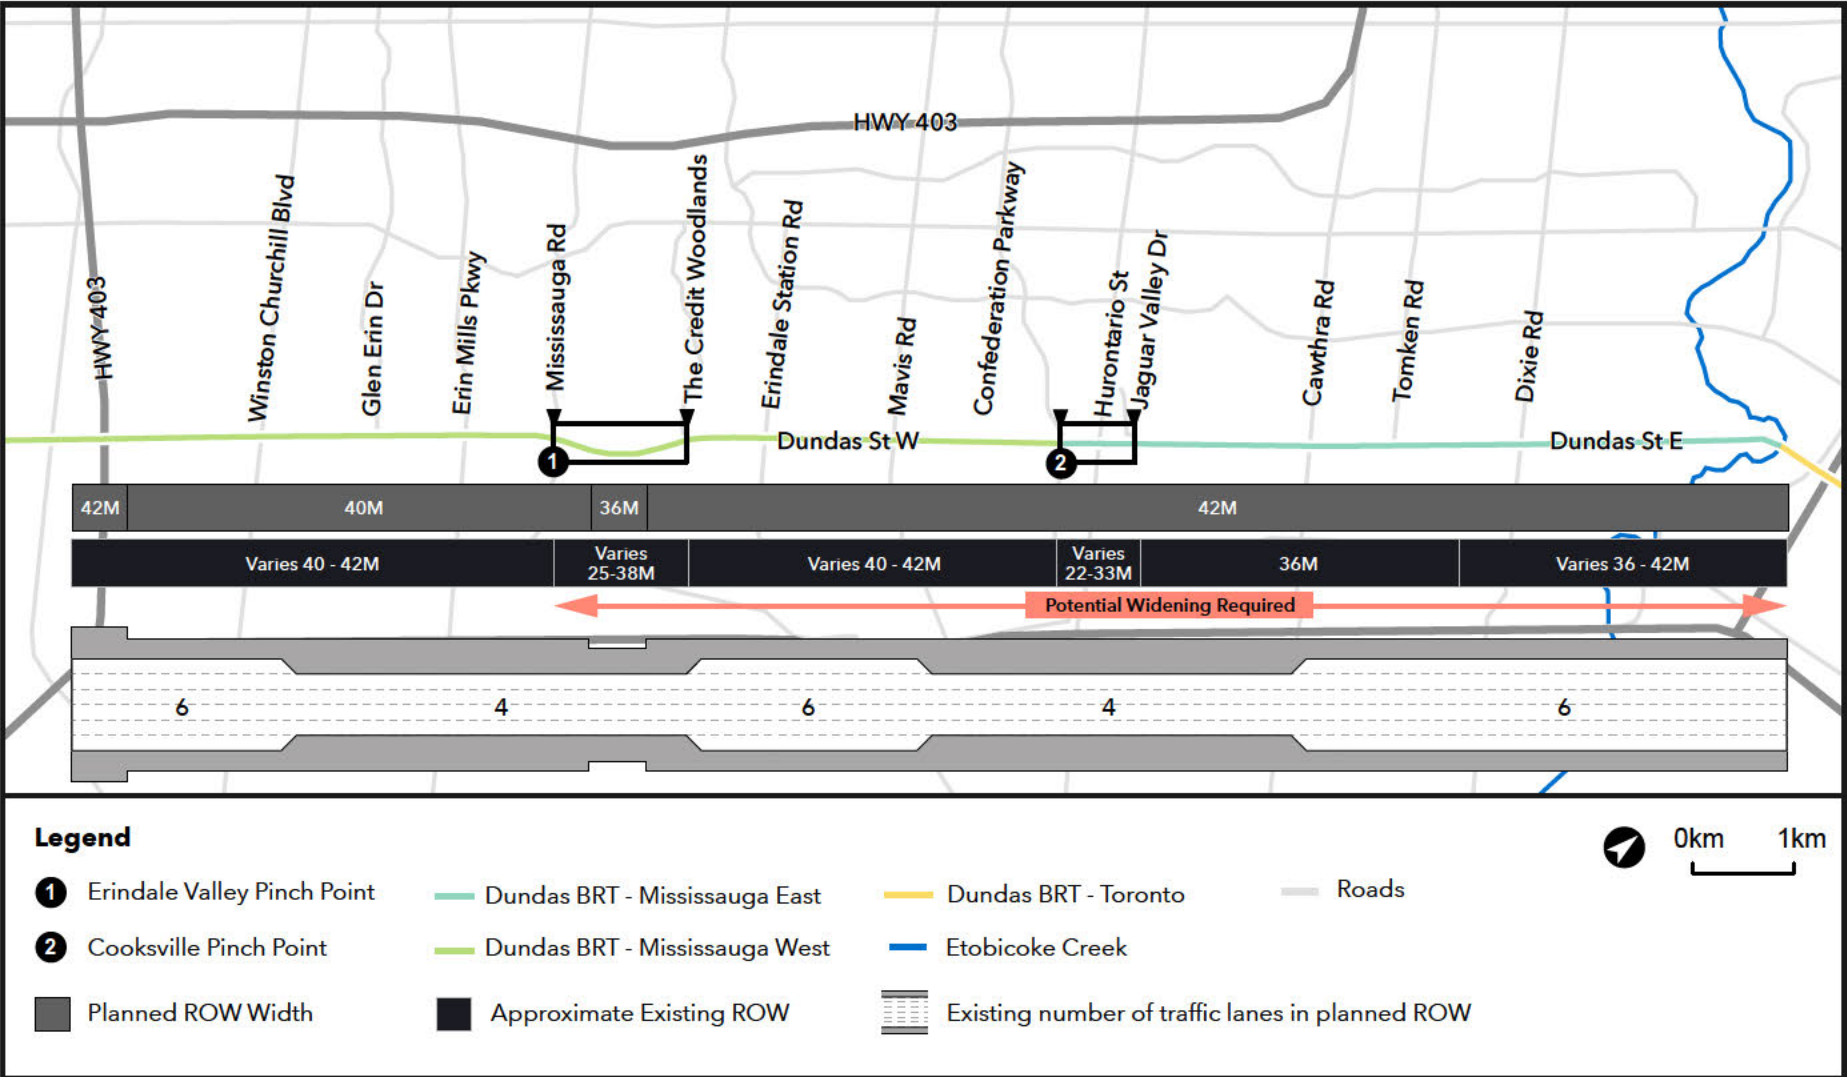 HWY 403
HWY 403
Winston Churchill Blvd
Glen Erin Dr
Erin Mills Pkwy
Mississauga Rd
The Credit Woodlands
Erindale Station Rd
Mavis Rd
Confederation Parkway
Hurontario St
Jaguar Valley Dr
Cawthra Rd
Tomken Rd
Dixie Rd
Dundas St W
Dundas St E
1
2
42M
40M
36M
42M
Varies 40 - 42M
Varies
25-38M
Varies 40 - 42M
Varies
22-33M
36M
Varies 36 - 42M
Potential Widening Required
6
4
6
4
6
Legend
0km
1km
1
Erindale Valley Pinch Point
Dundas BRT - Mississauga East
Dundas BRT - Toronto
Roads
2
Cooksville Pinch Point
Dundas BRT - Mississauga West
Etobicoke Creek
Planned ROW Width
Approximate Existing ROW
Existing number of traffic lanes in planned ROW